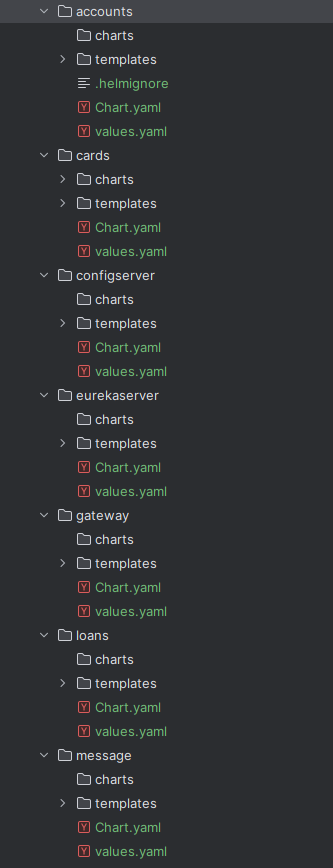 accounts
charts
templates
.helmignore
Y Chart.yaml
Y values.yaml
cards
charts
templates
Y Chart.yaml
Y values.yaml
configserver
charts
templates
Y Chart.yaml
Y values.yaml
eurekaserver
charts
templates
Y Chart.yaml
Y values.yaml
gateway
charts
templates
Y Chart.yaml
Y values.yaml
loans
charts
templates
Y Chart.yaml
Y values.yaml
message
charts
templates
Y Chart.yaml
Y values.yaml